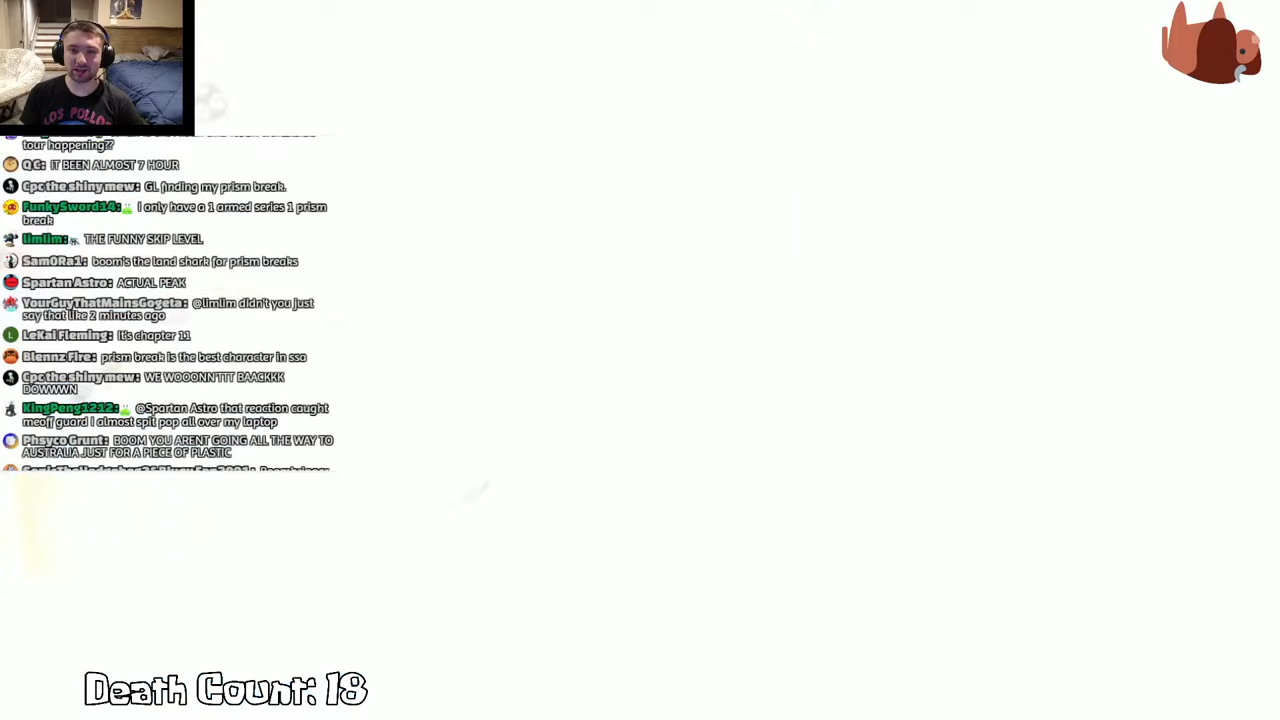 LOS POLLOS
tour happening??
QC: IT BEEN ALMOST 7 HOUR
Cpc the shiny mew: GL finding my prism break.
FunkySword14: I only have a 1 armed series 1 prism
break
limlim: THE FUNNY SKIP LEVEL
Sam0Ra1: boom's the land shark for prism breaks
Spartan Astro: ACTUAL PEAK
YourGuyThatMainsGogeta: @limlim didn't you just
say that like 2 minutes ago
LeKai Fleming: It's chapter 11
Blennz Fire: prism break is the best character in ssa
Cpc the shiny mew: WE WOOONN'TTT BAACKKK
DOWWWN
KingPeng1212: @Spartan Astro that reaction caught
meoff guard I almost spit pop all over my laptop
Phsyco Grunt: BOOM YOU ARENT GOING ALL THE WAY TO
AUSTRALIA JUST FOR A PIECE OF PLASTIC
Death Count: 18